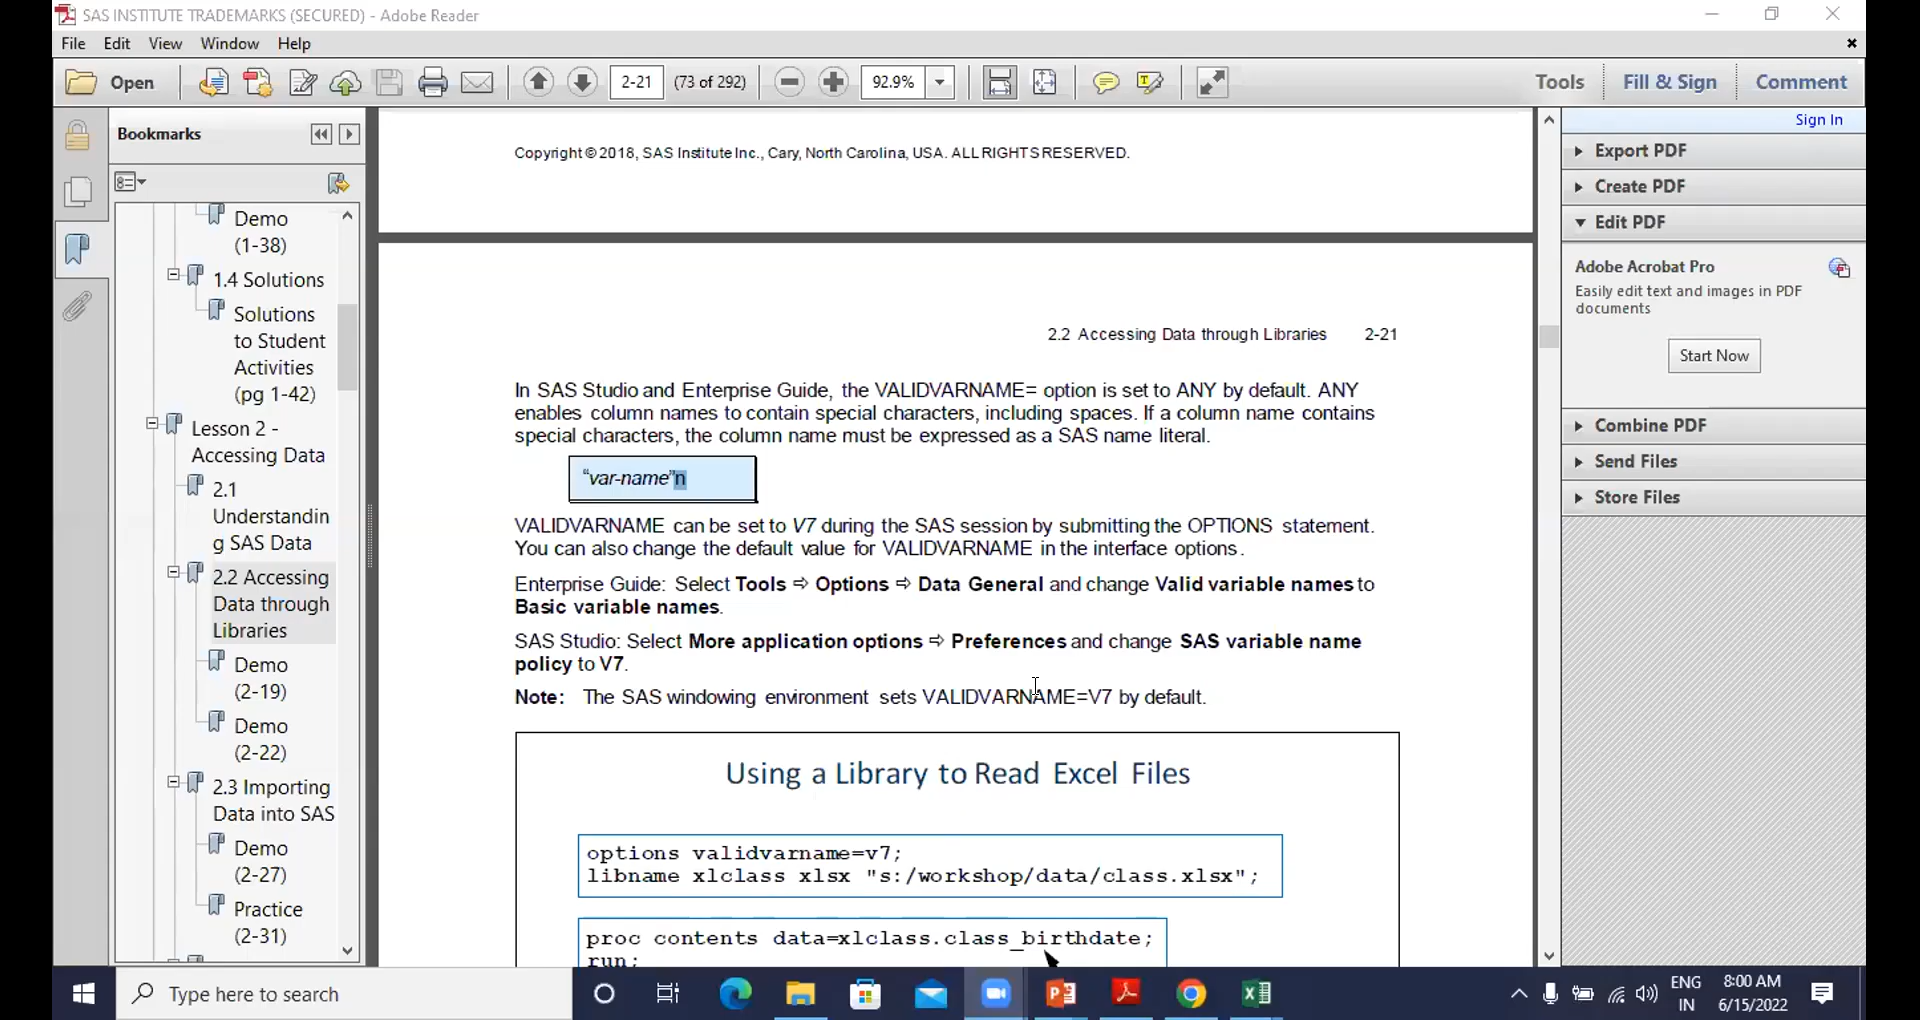 SAS INSTITUTE TRADEMARKS (SECURED) - Adobe Reader
File Edit View Window Help
Open 2-21 (73 of 292) 92.9% Tools Fill & Sign Comment
Sign In
Bookmarks
Demo
(1-38)
1.4 Solutions
Solutions
to Student
Activities
(pg 1-42)
Lesson 2 -
Accessing Data
2.1
Understandin
g SAS Data
2.2 Accessing
Data through
Libraries
Demo
(2-19)
Demo
(2-22)
2.3 Importing
Data into SAS
Demo
(2-27)
Practice
(2-31)
Copyright © 2018, SAS Institute Inc., Cary, North Carolina, USA. ALL RIGHTS RESERVED.
2.2 Accessing Data through Libraries 2-21
In SAS Studio and Enterprise Guide, the VALIDVARNAME= option is set to ANY by default. ANY
enables column names to contain special characters, including spaces. If a column name contains
special characters, the column name must be expressed as a SAS name literal.
“var-name”n
VALIDVARNAME can be set to V7 during the SAS session by submitting the OPTIONS statement.
You can also change the default value for VALIDVARNAME in the interface options.
Enterprise Guide: Select Tools ⇨ Options ⇨ Data General and change Valid variable names to
Basic variable names.
SAS Studio: Select More application options ⇨ Preferences and change SAS variable name
policy to V7.
Note: The SAS windowing environment sets VALIDVARNAME=V7 by default.
Using a Library to Read Excel Files
options validvarname=v7;
libname xlclass xlsx "s:/workshop/data/class.xlsx";
proc contents data=xlclass.class_birthdate;
run;
Export PDF
Create PDF
Edit PDF
Adobe Acrobat Pro
Easily edit text and images in PDF
documents
Start Now
Combine PDF
Send Files
Store Files
Type here to search
ENG
IN
8:00 AM
6/15/2022